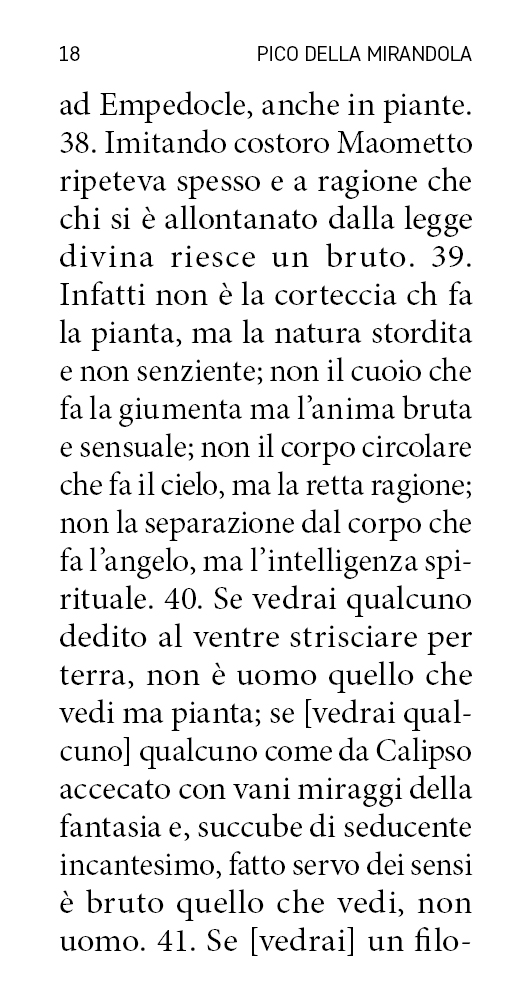 18 PICO DELLA MIRANDOLA
ad Empedocle, anche in piante.
38. Imitando costoro Maometto
ripeteva spesso e a ragione che
chi si è allontanato dalla legge
divina riesce un bruto. 39.
Infatti non è la corteccia ch fa
la pianta, ma la natura stordita
e non senziente; non il cuoio che
fa la giumenta ma l’anima bruta
e sensuale; non il corpo circolare
che fa il cielo, ma la retta ragione;
non la separazione dal corpo che
fa l’angelo, ma l’intelligenza spi-
rituale. 40. Se vedrai qualcuno
dedito al ventre strisciare per
terra, non è uomo quello che
vedi ma pianta; se [vedrai qual-
cuno] qualcuno come da Calipso
accecato con vani miraggi della
fantasia e, succube di seducente
incantesimo, fatto servo dei sensi
è bruto quello che vedi, non
uomo. 41. Se [vedrai] un filo-